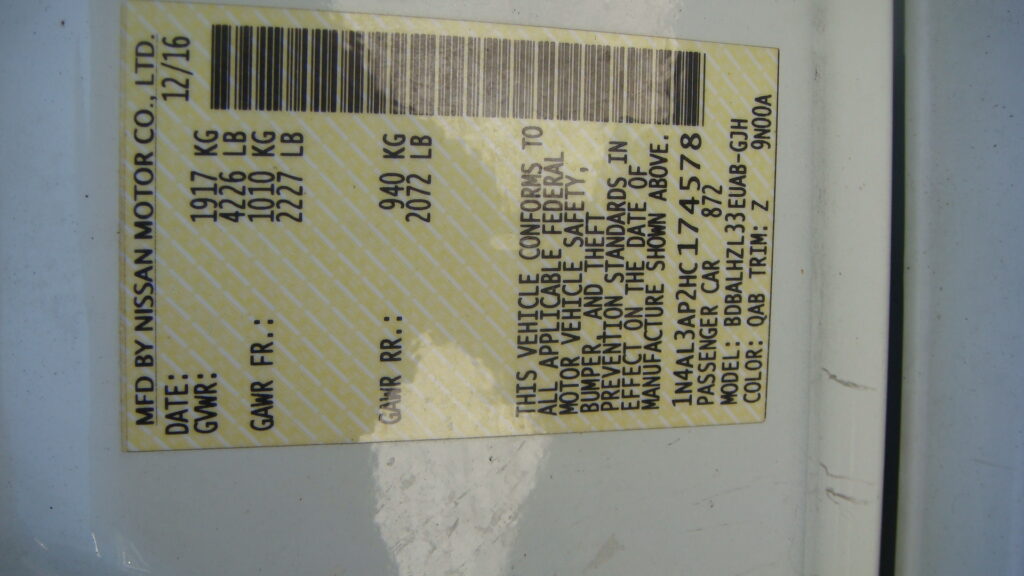 MFD BY NISSAN MOTOR CO., LTD.
DATE: 12/16
GVWR: 1917 KG
4226 LB
GAWR FR.: 1010 KG
2227 LB
GAWR RR.: 940 KG
2072 LB
THIS VEHICLE CONFORMS TO
ALL APPLICABLE FEDERAL
MOTOR VEHICLE SAFETY,
BUMPER, AND THEFT
PREVENTION STANDARDS IN
EFFECT ON THE DATE OF
MANUFACTURE SHOWN ABOVE.
1N4AL3AP2HC174578
PASSENGER CAR 872
MODEL: BDBALHZL33EUAB-GJH
COLOR: QAB TRIM: Z 9N00A